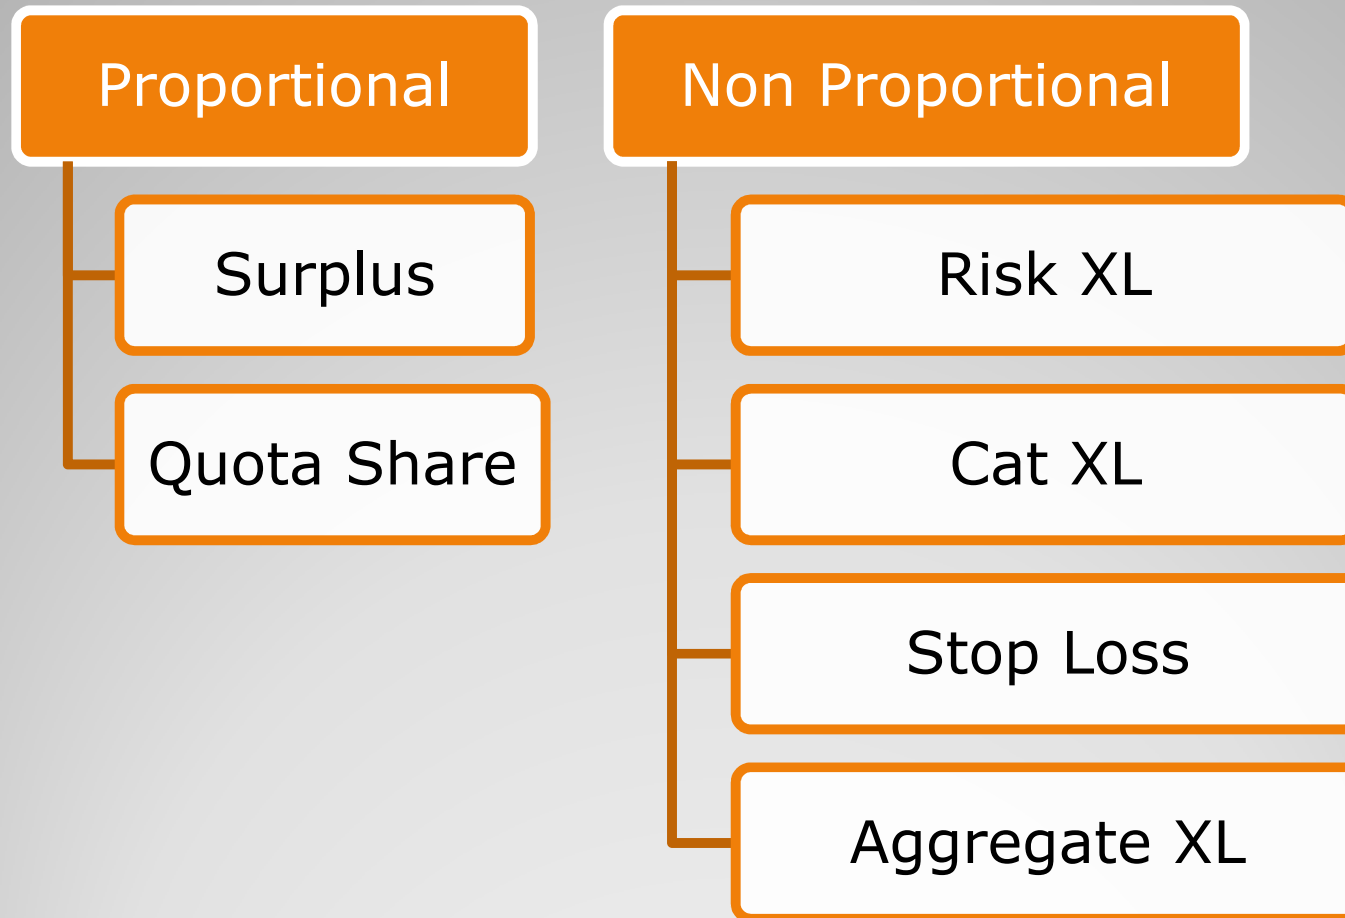 Proportional
Surplus
Quota Share
Non Proportional
Risk XL
Cat XL
Stop Loss
Aggregate XL